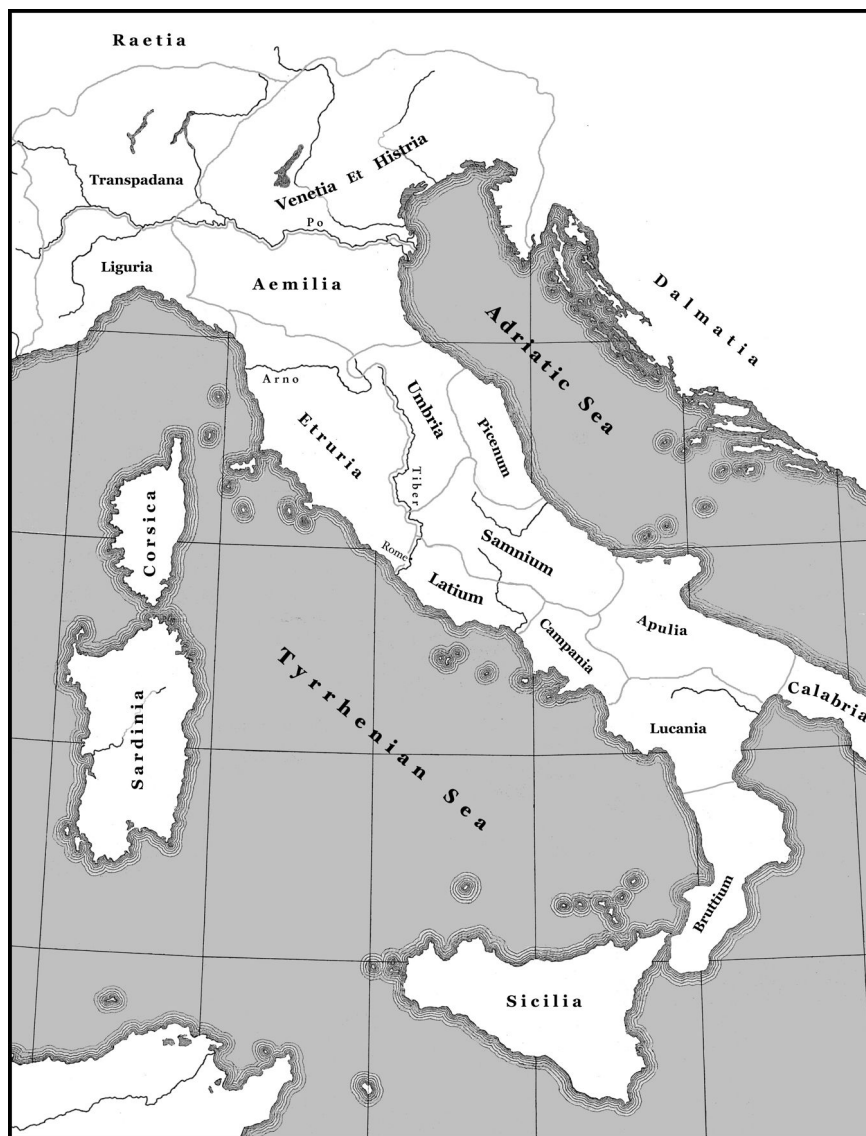 Raetia
Transpadana
Venetia Et Histria
Po
Liguria
Aemilia
Dalmatia
Adriatic Sea
Arno
Umbria
Etruria
Picenum
Tiber
Corsica
Rome
Samnium
Latium
Campania
Apulia
Calabria
Tyrrhenian Sea
Sardinia
Lucania
Bruttium
Sicilia